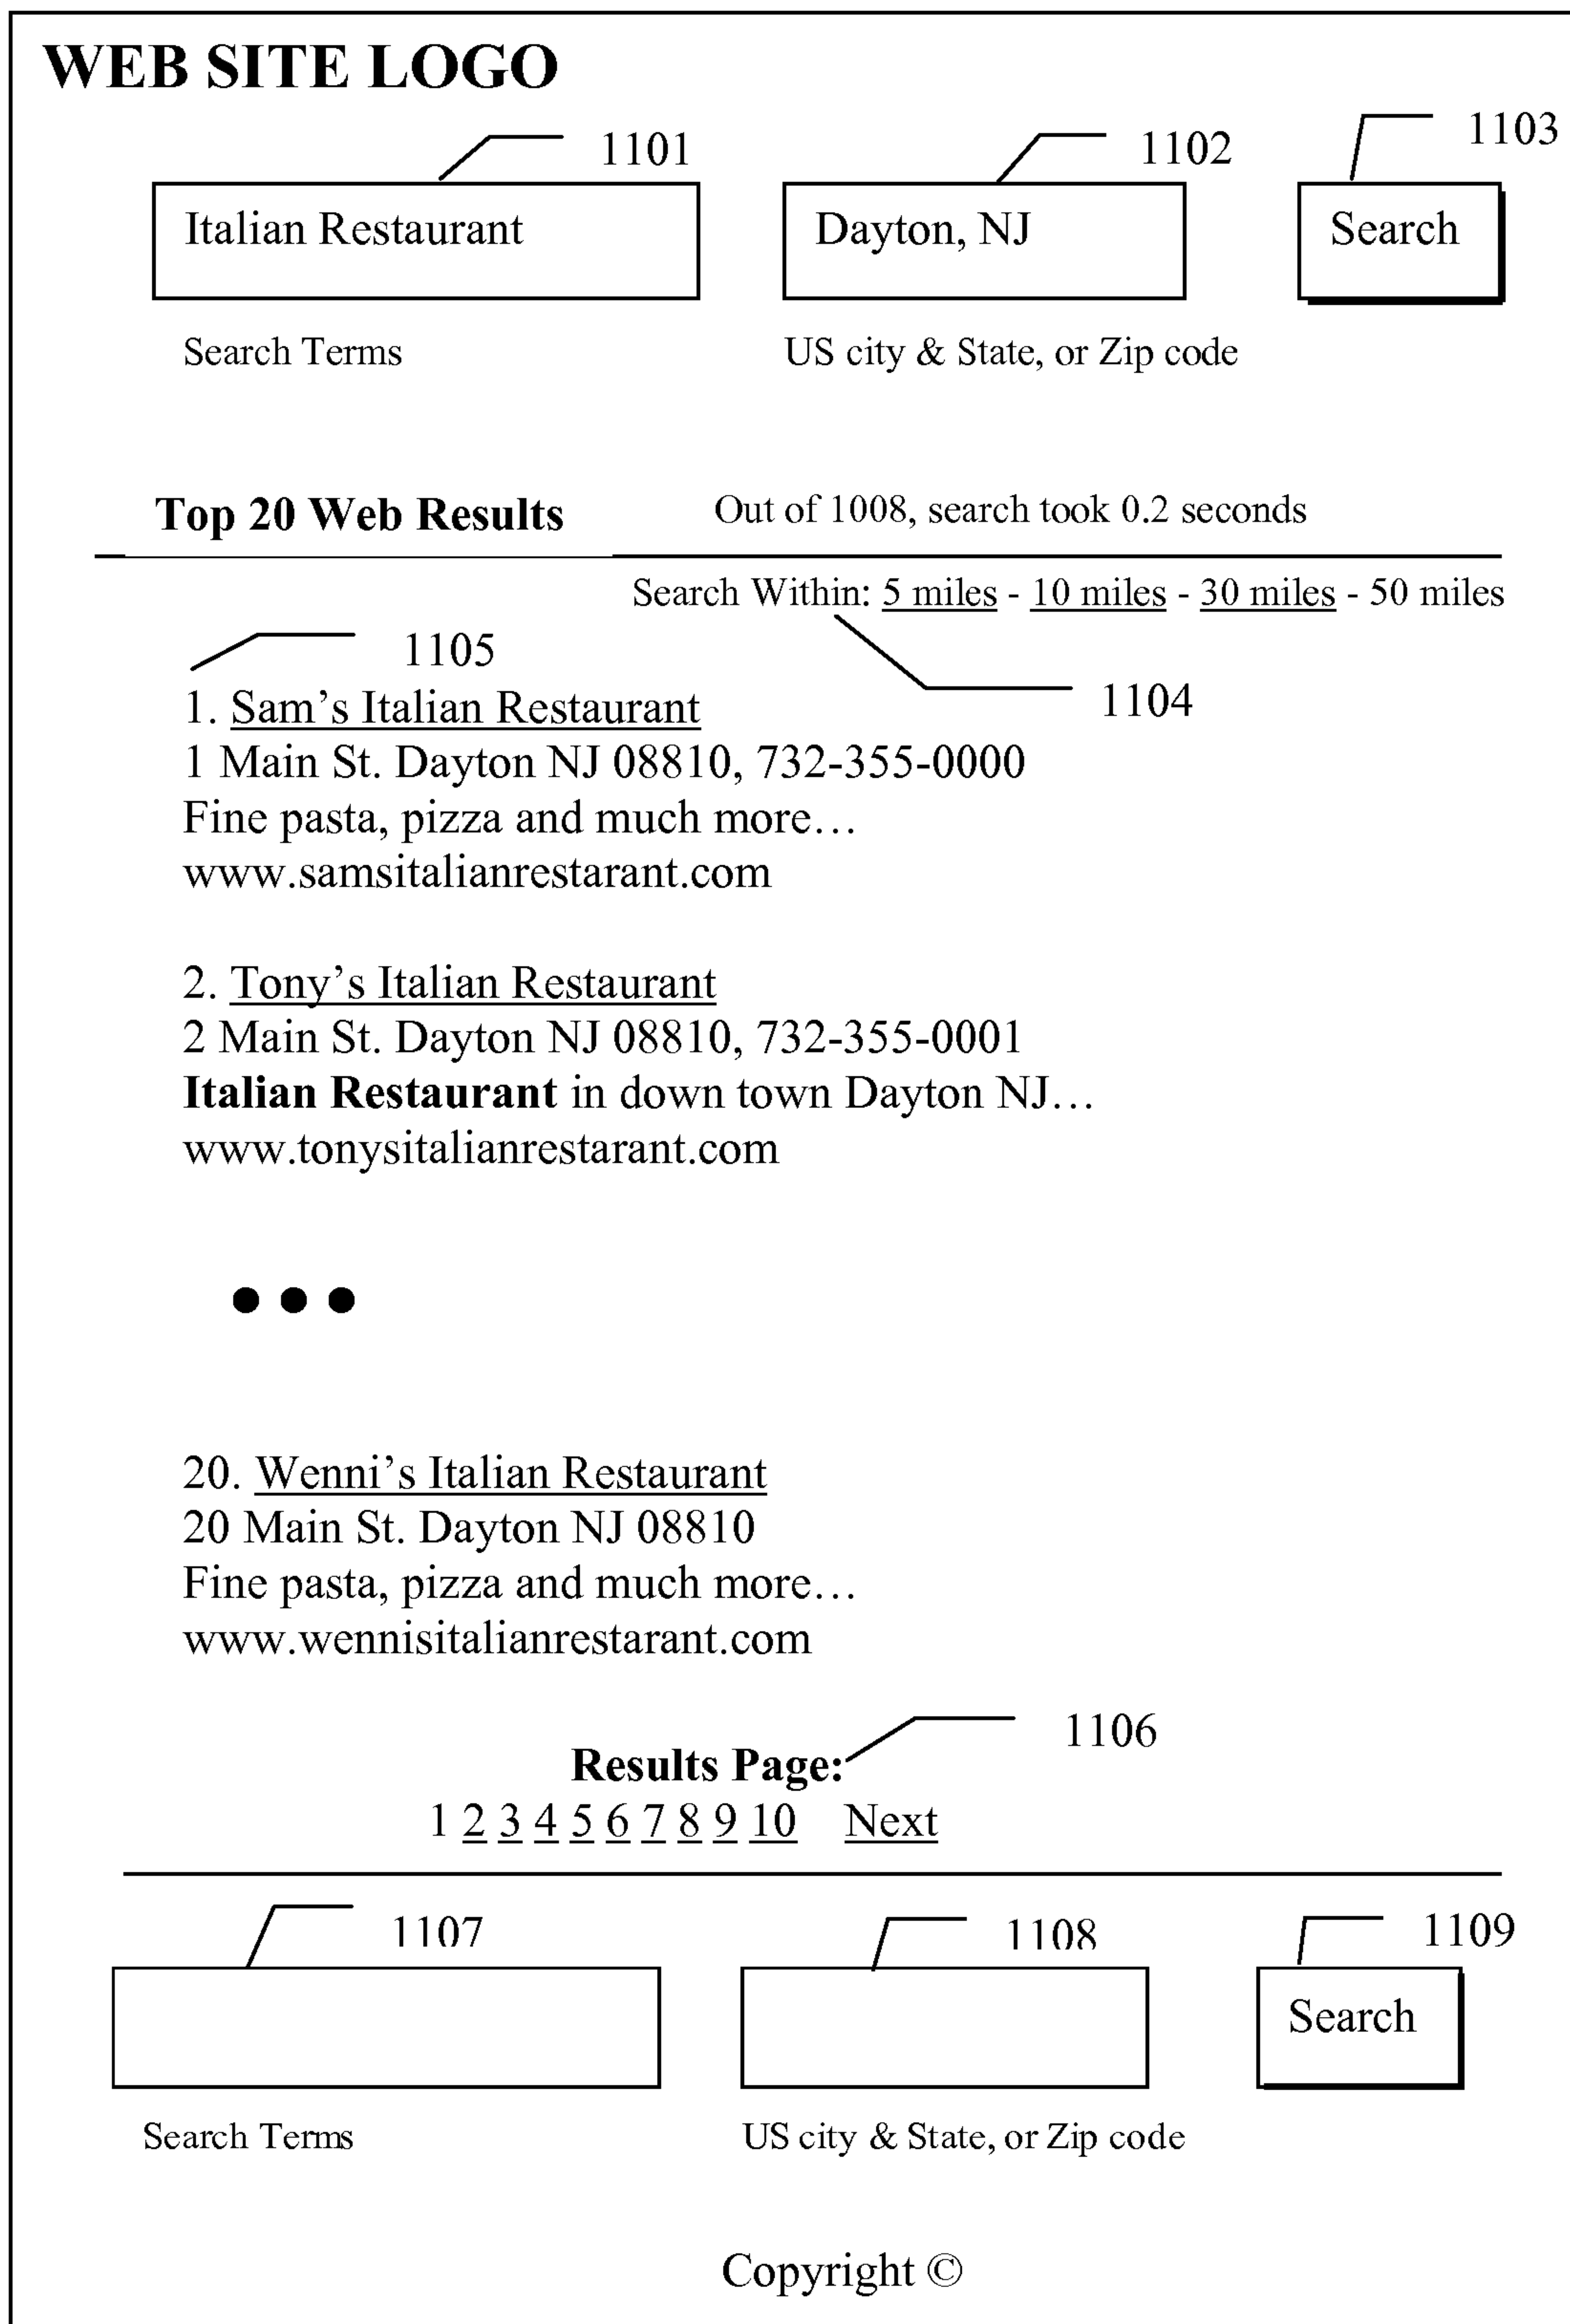 WEB SITE LOGO
1101 1102 1103
Italian Restaurant Dayton, NJ Search
Search Terms US city & State, or Zip code
Top 20 Web Results Out of 1008, search took 0.2 seconds
Search Within: 5 miles - 10 miles - 30 miles - 50 miles
1105
1104
1. Sam’s Italian Restaurant
1 Main St. Dayton NJ 08810, 732-355-0000
Fine pasta, pizza and much more…
www.samsitalianrestarant.com
2. Tony’s Italian Restaurant
2 Main St. Dayton NJ 08810, 732-355-0001
Italian Restaurant in down town Dayton NJ…
www.tonysitalianrestarant.com
20. Wenni’s Italian Restaurant
20 Main St. Dayton NJ 08810
Fine pasta, pizza and much more…
www.wennisitalianrestarant.com
1106
Results Page:
1 2 3 4 5 6 7 8 9 10 Next
1107 1108 1109
Search
Search Terms US city & State, or Zip code
Copyright ©